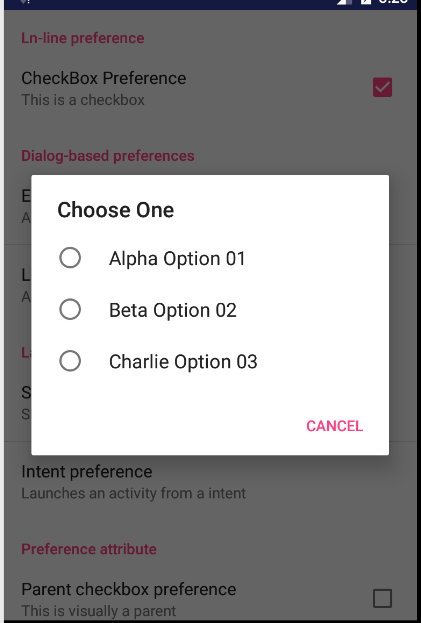 Ln-line preference
CheckBox Preference
This is a checkbox
Dialog-based preferences
Choose One
Alpha Option 01
Beta Option 02
Charlie Option 03
CANCEL
Intent preference
Launches an activity from a intent
Preference attribute
Parent checkbox preference
This is visually a parent